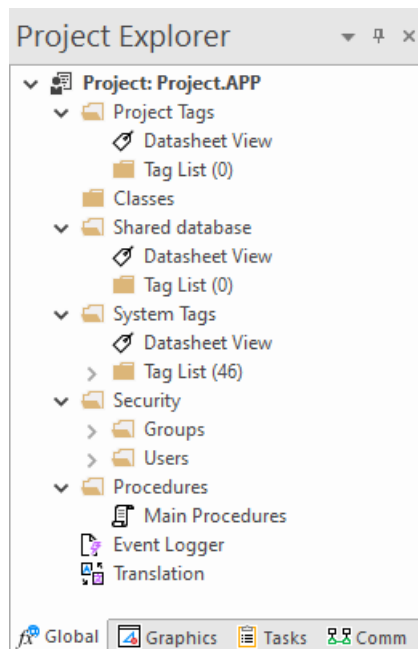 Project Explorer
Project: Project.APP
Project Tags
Datasheet View
Tag List (0)
Classes
Shared database
Datasheet View
Tag List (0)
System Tags
Datasheet View
Tag List (46)
Security
Groups
Users
Procedures
Main Procedures
Event Logger
Translation
Global Graphics Tasks Comm